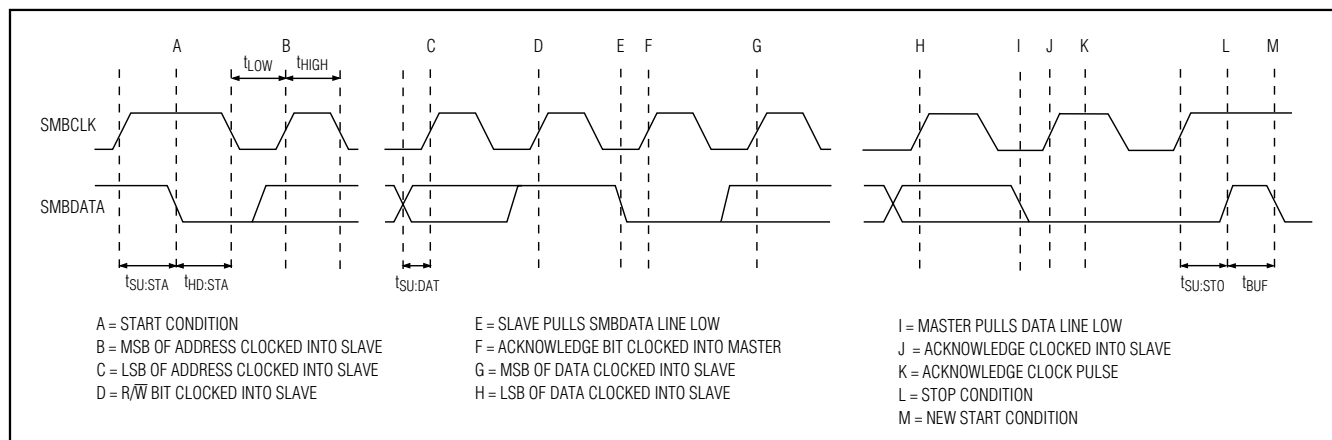 A B C D E F G H I J K L M
tLOW tHIGH
SMBCLK
SMBDATA
tSU:STA tHD:STA tSU:DAT tSU:STO tBUF
A = START CONDITION
B = MSB OF ADDRESS CLOCKED INTO SLAVE
C = LSB OF ADDRESS CLOCKED INTO SLAVE
D = R/W̅ BIT CLOCKED INTO SLAVE
E = SLAVE PULLS SMBDATA LINE LOW
F = ACKNOWLEDGE BIT CLOCKED INTO MASTER
G = MSB OF DATA CLOCKED INTO SLAVE
H = LSB OF DATA CLOCKED INTO SLAVE
I = MASTER PULLS DATA LINE LOW
J = ACKNOWLEDGE CLOCKED INTO SLAVE
K = ACKNOWLEDGE CLOCK PULSE
L = STOP CONDITION
M = NEW START CONDITION